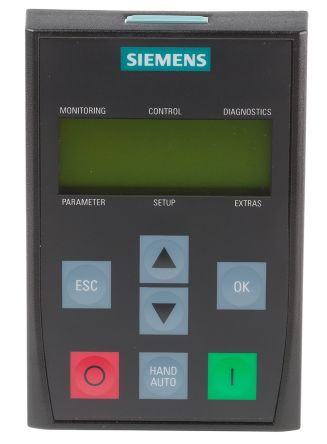 SIEMENS
MONITORING CONTROL DIAGNOSTICS
PARAMETER SETUP EXTRAS
ESC OK
HAND
AUTO